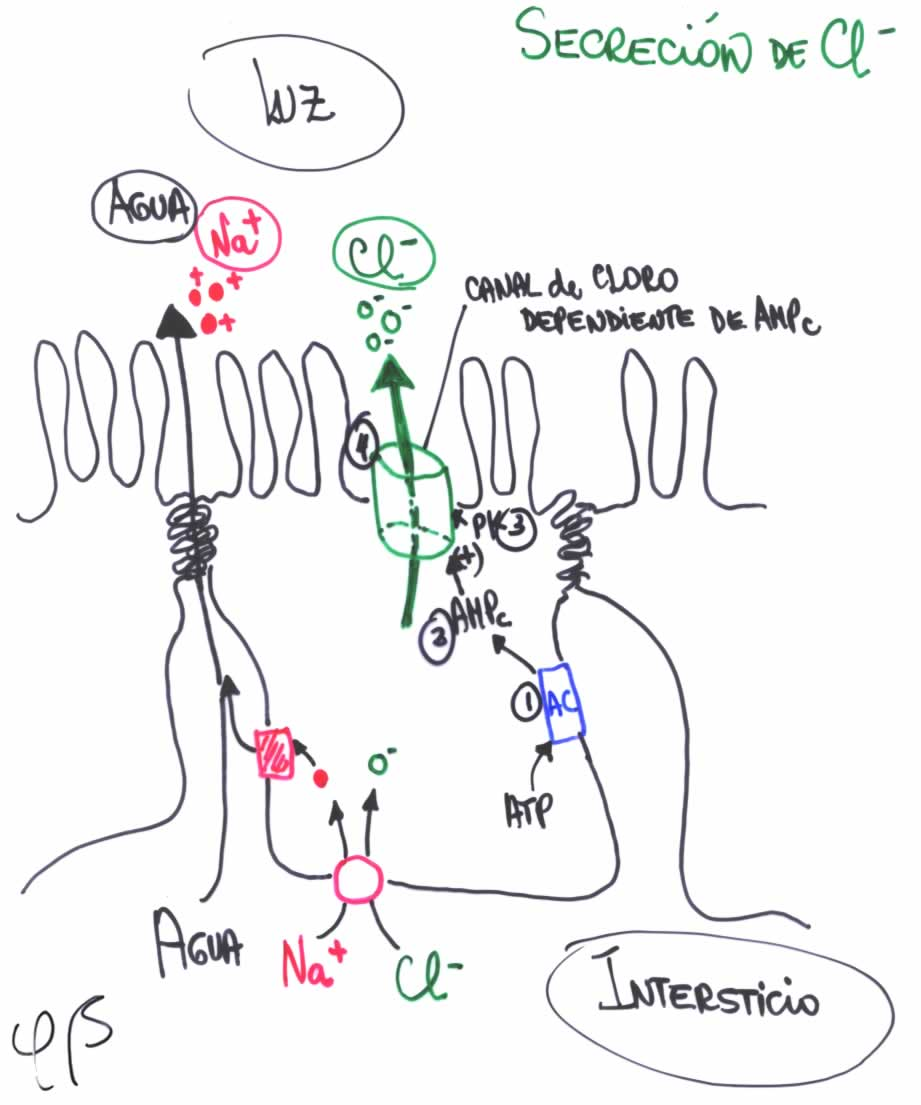 SECRECIÓN DE Cl⁻
LUZ
AGUA
Na⁺
Cl⁻
CANAL de CLORO
DEPENDIENTE DE AMPc
4
PK 3
(+)
2 AMPc
1 AC
ATP
AGUA
Na⁺
Cl⁻
INTERSTICIO